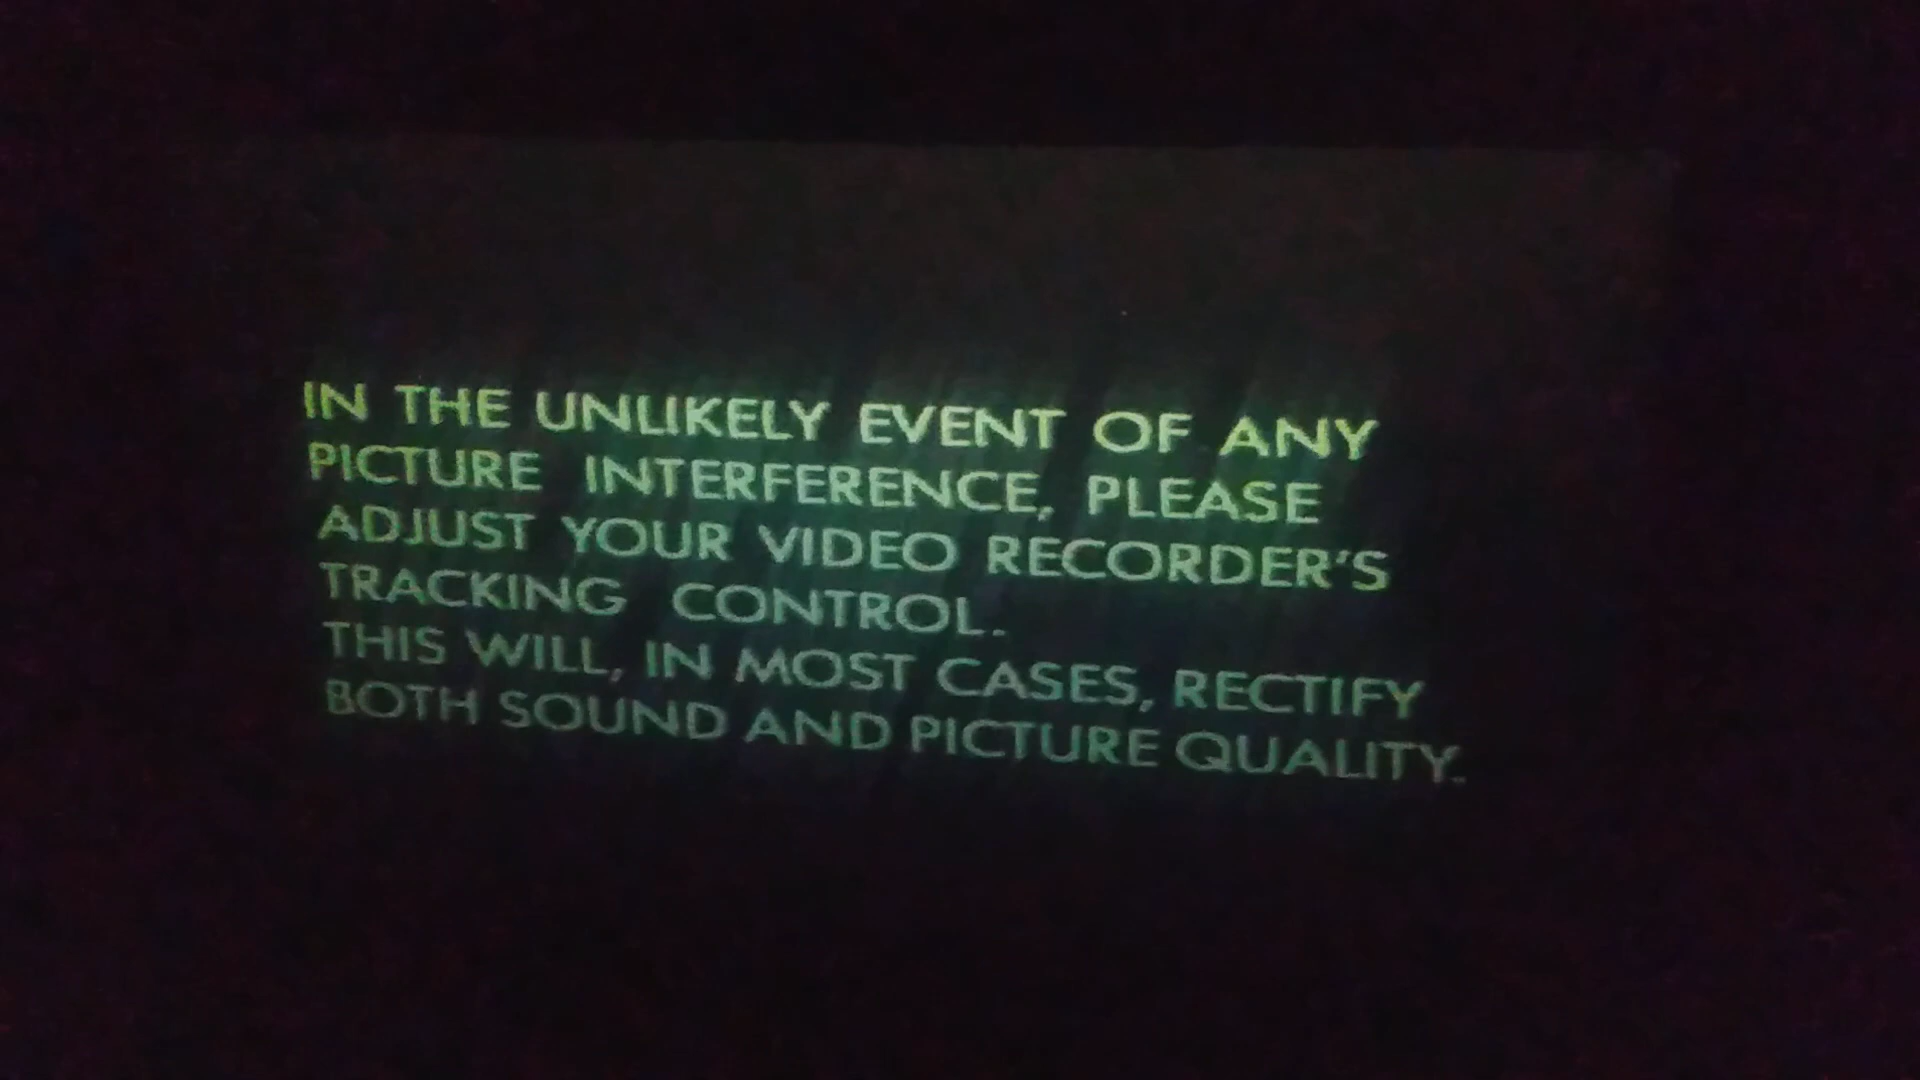 IN THE UNLIKELY EVENT OF ANY
PICTURE INTERFERENCE, PLEASE
ADJUST YOUR VIDEO RECORDER'S
TRACKING CONTROL.
THIS WILL, IN MOST CASES, RECTIFY
BOTH SOUND AND PICTURE QUALITY.